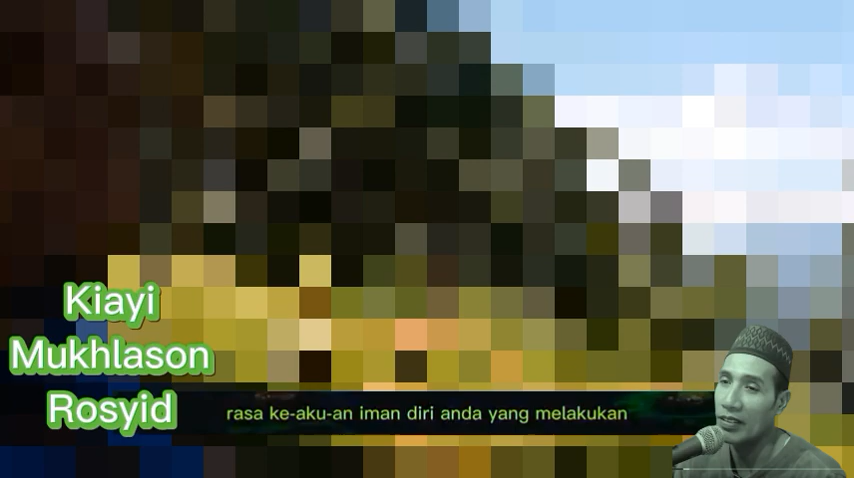 Kiayi
Mukhlason
Rosyid
rasa ke-aku-an iman diri anda yang melakukan